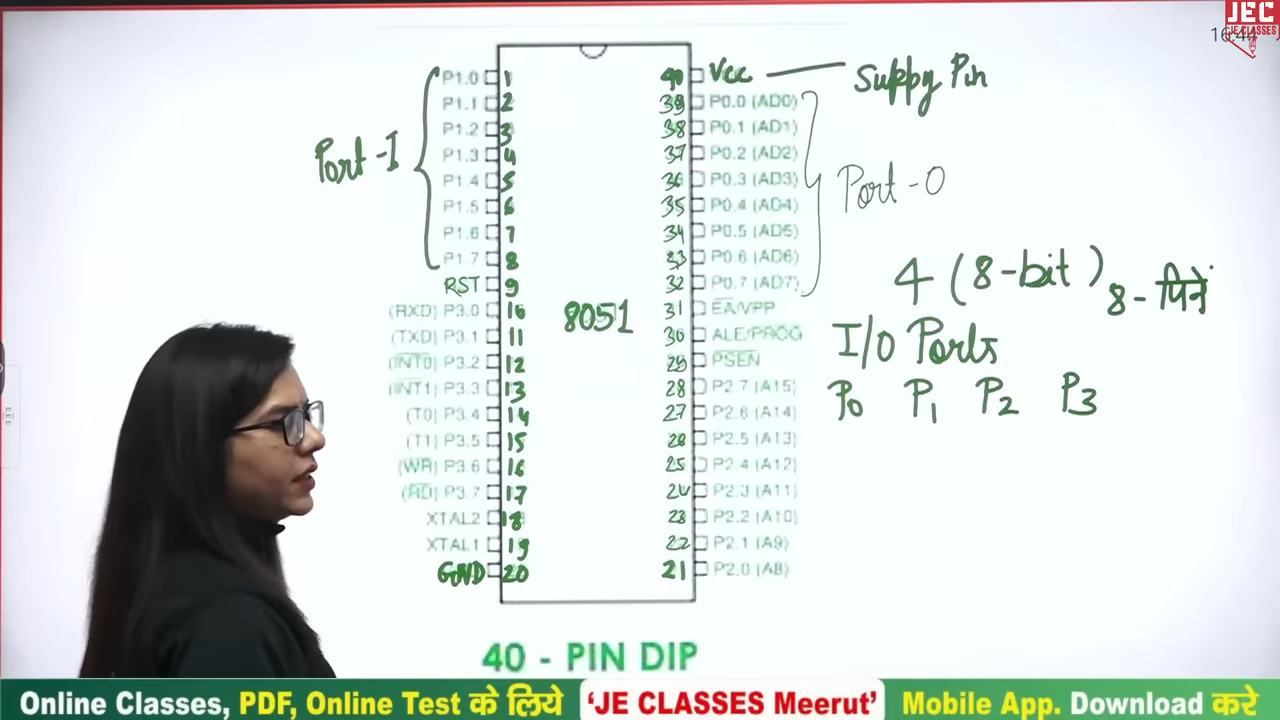 JEC
JE CLASSES
16:44
P1.0 1
P1.1 2
P1.2 3
P1.3 4
P1.4 5
P1.5 6
P1.6 7
P1.7 8
RST 9
(RXD) P3.0 10
(TXD) P3.1 11
(INT0) P3.2 12
(INT1) P3.3 13
(T0) P3.4 14
(T1) P3.5 15
(WR) P3.6 16
(RD) P3.7 17
XTAL2 18
XTAL1 19
GND 20
Port-I
8051
40 Vcc
39 P0.0 (AD0)
38 P0.1 (AD1)
37 P0.2 (AD2)
36 P0.3 (AD3)
35 P0.4 (AD4)
34 P0.5 (AD5)
33 P0.6 (AD6)
32 P0.7 (AD7)
31 EA/VPP
30 ALE/PROG
29 PSEN
28 P2.7 (A15)
27 P2.6 (A14)
26 P2.5 (A13)
25 P2.4 (A12)
24 P2.3 (A11)
23 P2.2 (A10)
22 P2.1 (A9)
21 P2.0 (A8)
Supply Pin
Port-0
4 (8-bit) 8-पिनें
I/O Ports
P0 P1 P2 P3
40 - PIN DIP
Online Classes, PDF, Online Test के लिये 'JE CLASSES Meerut' Mobile App. Download करे